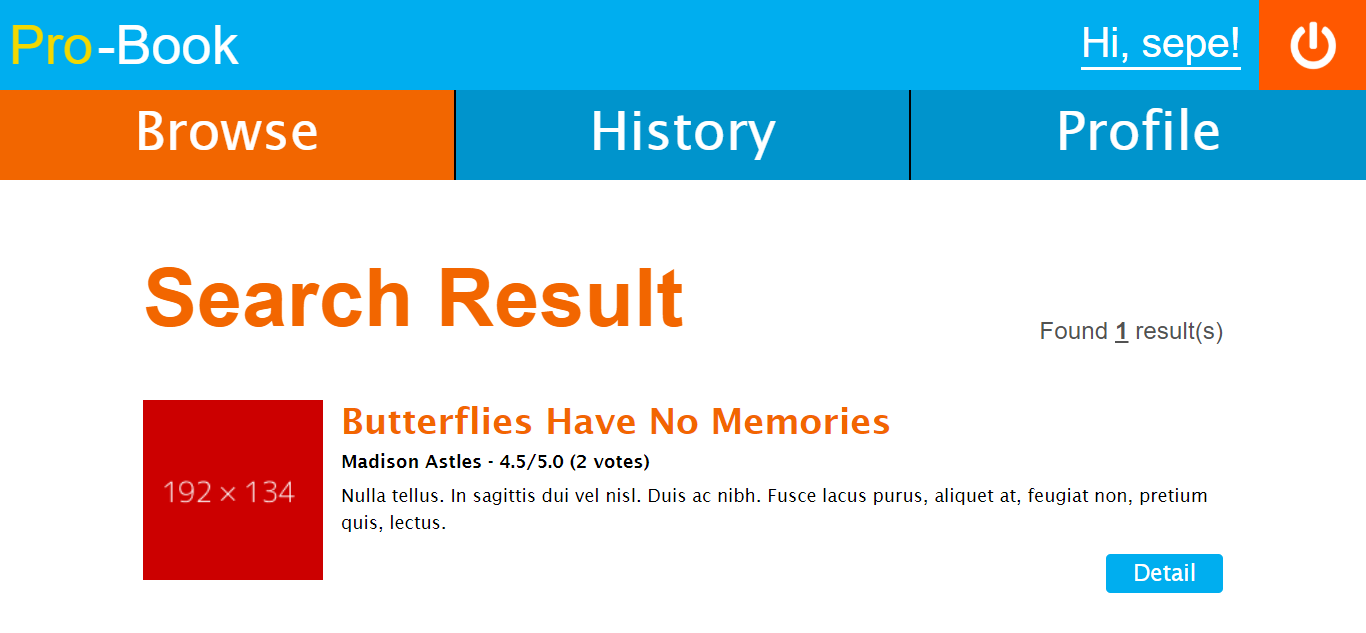 Pro-Book
Hi, sepe!
Browse
History
Profile
Search Result
Found 1 result(s)
192 × 134
Butterflies Have No Memories
Madison Astles - 4.5/5.0 (2 votes)
Nulla tellus. In sagittis dui vel nisl. Duis ac nibh. Fusce lacus purus, aliquet at, feugiat non, pretium
quis, lectus.
Detail